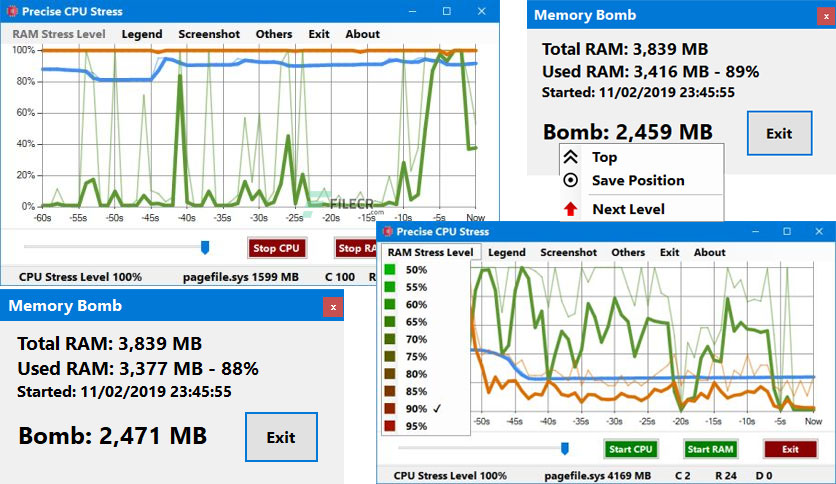 Precise CPU Stress
RAM Stress Level Legend Screenshot Others Exit About
100%
80%
60%
40%
20%
0%
-60s -55s -50s -45s -40s -35s -30s -25s -20s -15s -10s -5s Now
FILECR
.com
Stop CPU Stop RA
CPU Stress Level 100% pagefile.sys 1599 MB C 100 R
Memory Bomb
x
Total RAM: 3,839 MB
Used RAM: 3,416 MB - 89%
Started: 11/02/2019 23:45:55
Bomb: 2,459 MB
Exit
Top
Save Position
Next Level
Memory Bomb
x
Total RAM: 3,839 MB
Used RAM: 3,377 MB - 88%
Started: 11/02/2019 23:45:55
Bomb: 2,471 MB
Exit
Precise CPU Stress
RAM Stress Level Legend Screenshot Others Exit About
50%
55%
60%
65%
70%
75%
80%
85%
90% ✓
95%
-50s -45s -40s -35s -30s -25s -20s -15s -10s -5s Now
Start CPU Start RAM Exit
CPU Stress Level 100% pagefile.sys 4169 MB C 2 R 24 D 0